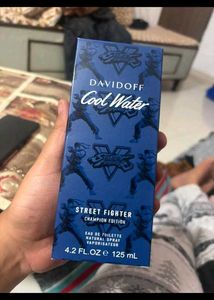 DAVIDOFF
Cool Water
STREET FIGHTER
CHAMPION EDITION
EAU DE TOILETTE
NATURAL SPRAY
VAPORISATEUR
4.2 FL.OZ ℮ 125 mL